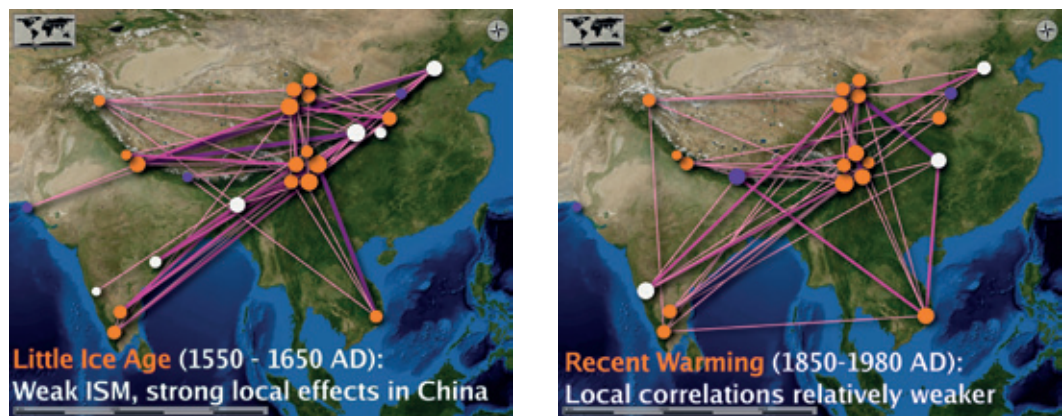 Little Ice Age (1550 - 1650 AD):
Weak ISM, strong local effects in China
Recent Warming (1850-1980 AD):
Local correlations relatively weaker